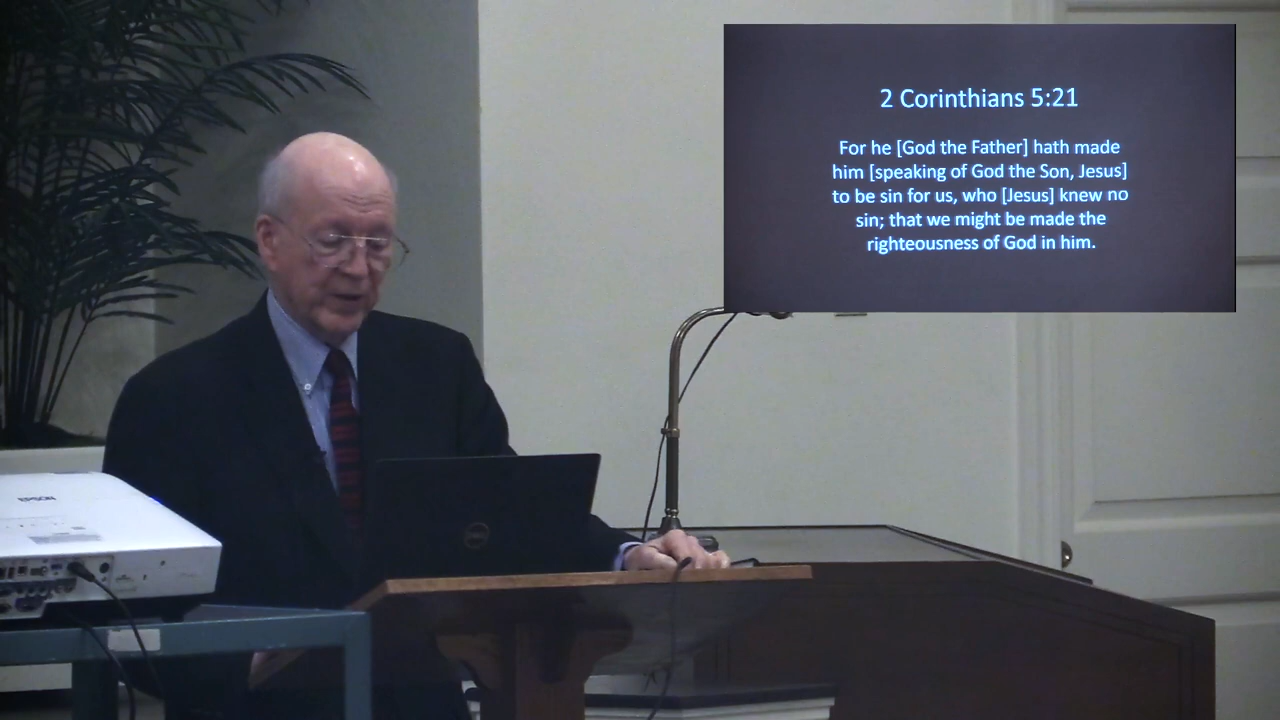 2 Corinthians 5:21
For he [God the Father] hath made
him [speaking of God the Son, Jesus]
to be sin for us, who [Jesus] knew no
sin; that we might be made the
righteousness of God in him.
EPSON
DELL